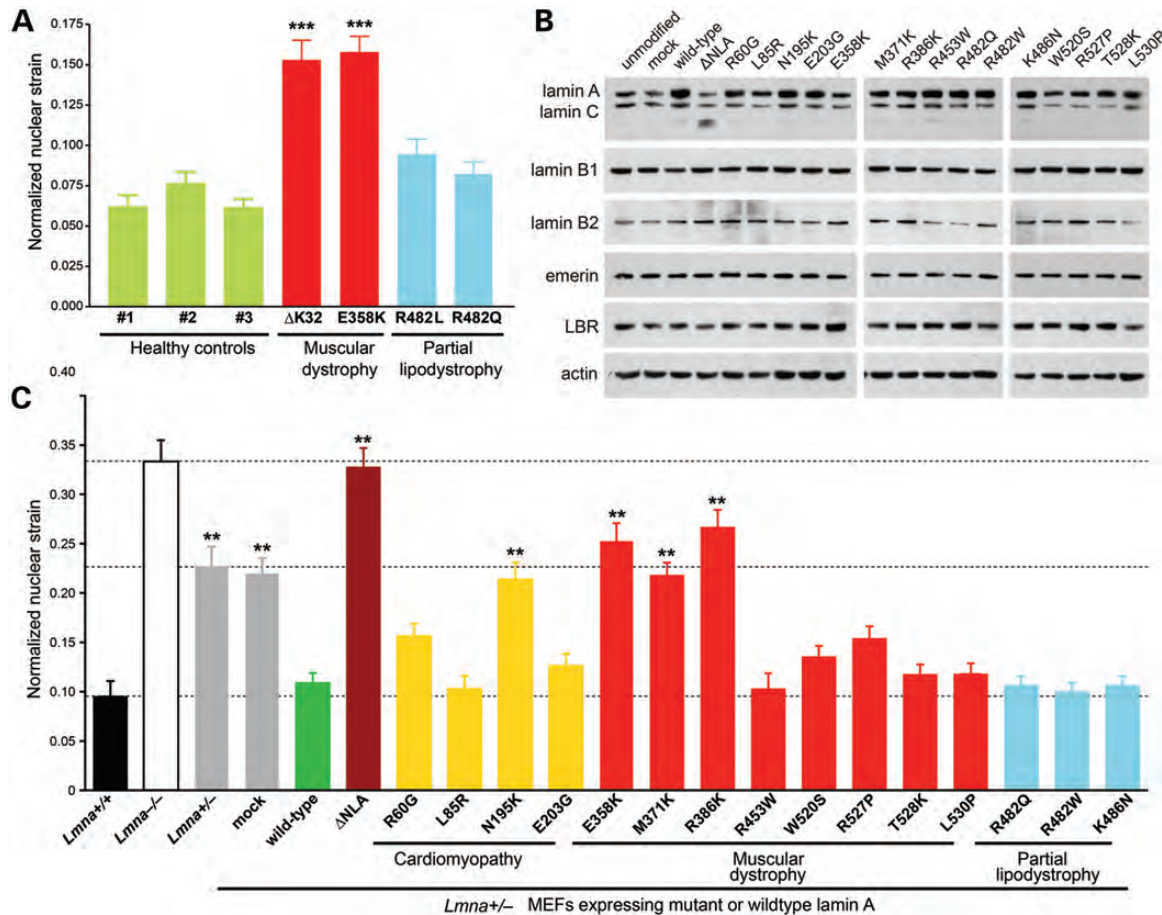 A
Normalized nuclear strain
0.175
0.150
0.125
0.100
0.075
0.050
0.025
0.000
***
***
#1
#2
#3
ΔK32
E358K
R482L
R482Q
Healthy controls
Muscular
dystrophy
Partial
lipodystrophy
B
unmodified
mock
wild-type
ΔNLA
R60G
L85R
N195K
E203G
E358K
M371K
R386K
R453W
R482Q
R482W
K486N
W520S
R527P
T528K
L530P
lamin A
lamin C
lamin B1
lamin B2
emerin
LBR
actin
0.40
C
Normalized nuclear strain
0.35
0.30
0.25
0.20
0.15
0.10
0.05
0
**
**
**
**
**
**
**
Lmna+/+
Lmna–/–
Lmna+/–
mock
wild-type
ΔNLA
R60G
L85R
N195K
E203G
E358K
M371K
R386K
R453W
W520S
R527P
T528K
L530P
R482Q
R482W
K486N
Cardiomyopathy
Muscular
dystrophy
Partial
lipodystrophy
Lmna+/– MEFs expressing mutant or wildtype lamin A